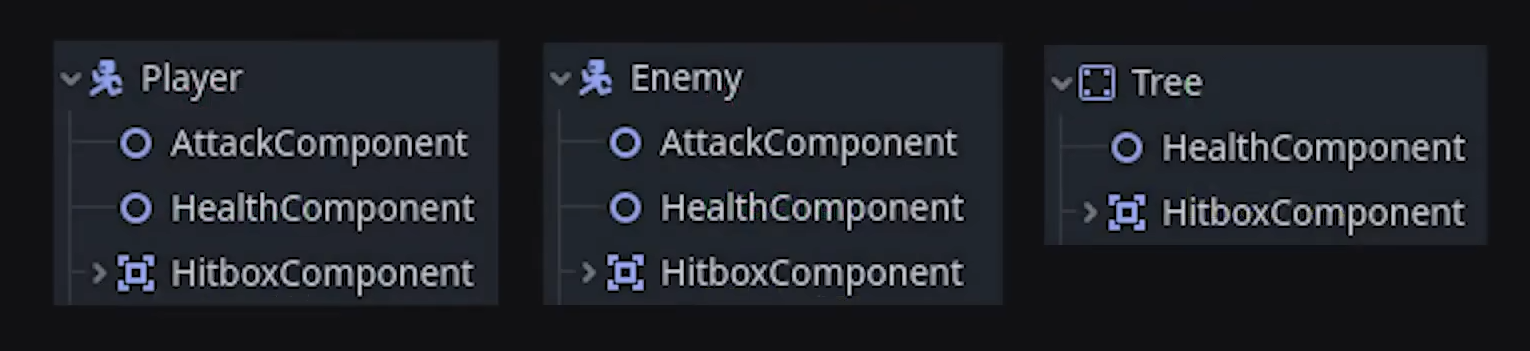 Player
AttackComponent
HealthComponent
HitboxComponent
Enemy
AttackComponent
HealthComponent
HitboxComponent
Tree
HealthComponent
HitboxComponent